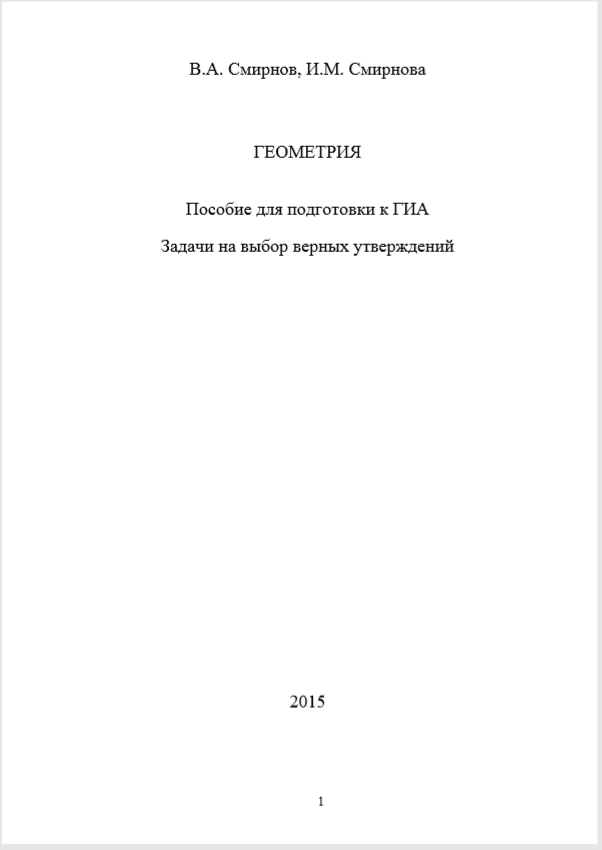 В.А. Смирнов, И.М. Смирнова
ГЕОМЕТРИЯ
Пособие для подготовки к ГИА
Задачи на выбор верных утверждений
2015
1